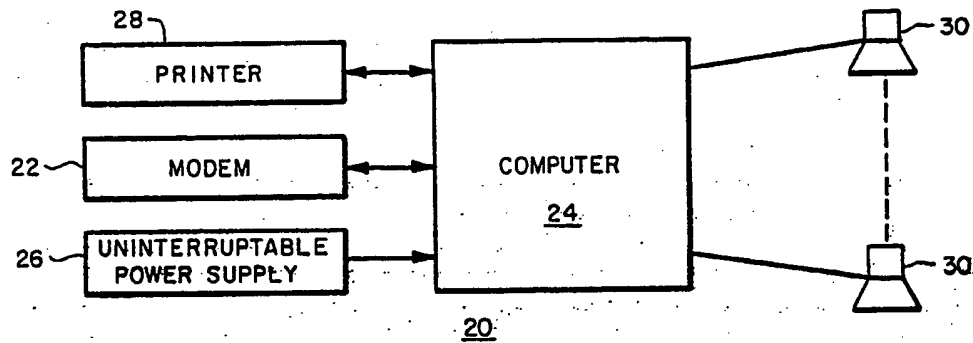 28
PRINTER
22
MODEM
26
UNINTERRUPTABLE
POWER SUPPLY
COMPUTER
24
30
30
20